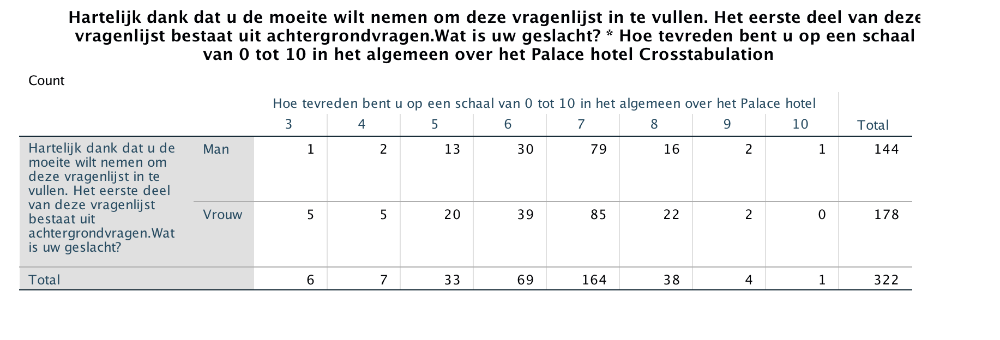 Hartelijk dank dat u de moeite wilt nemen om deze vragenlijst in te vullen. Het eerste deel van deze
vragenlijst bestaat uit achtergrondvragen.Wat is uw geslacht? * Hoe tevreden bent u op een schaal
van 0 tot 10 in het algemeen over het Palace hotel Crosstabulation
Count
Hoe tevreden bent u op een schaal van 0 tot 10 in het algemeen over het Palace hotel
3 4 5 6 7 8 9 10 Total
Hartelijk dank dat u de
moeite wilt nemen om
deze vragenlijst in te
vullen. Het eerste deel
van deze vragenlijst
bestaat uit
achtergrondvragen.Wat
is uw geslacht?
Man 1 2 13 30 79 16 2 1 144
Vrouw 5 5 20 39 85 22 2 0 178
Total 6 7 33 69 164 38 4 1 322